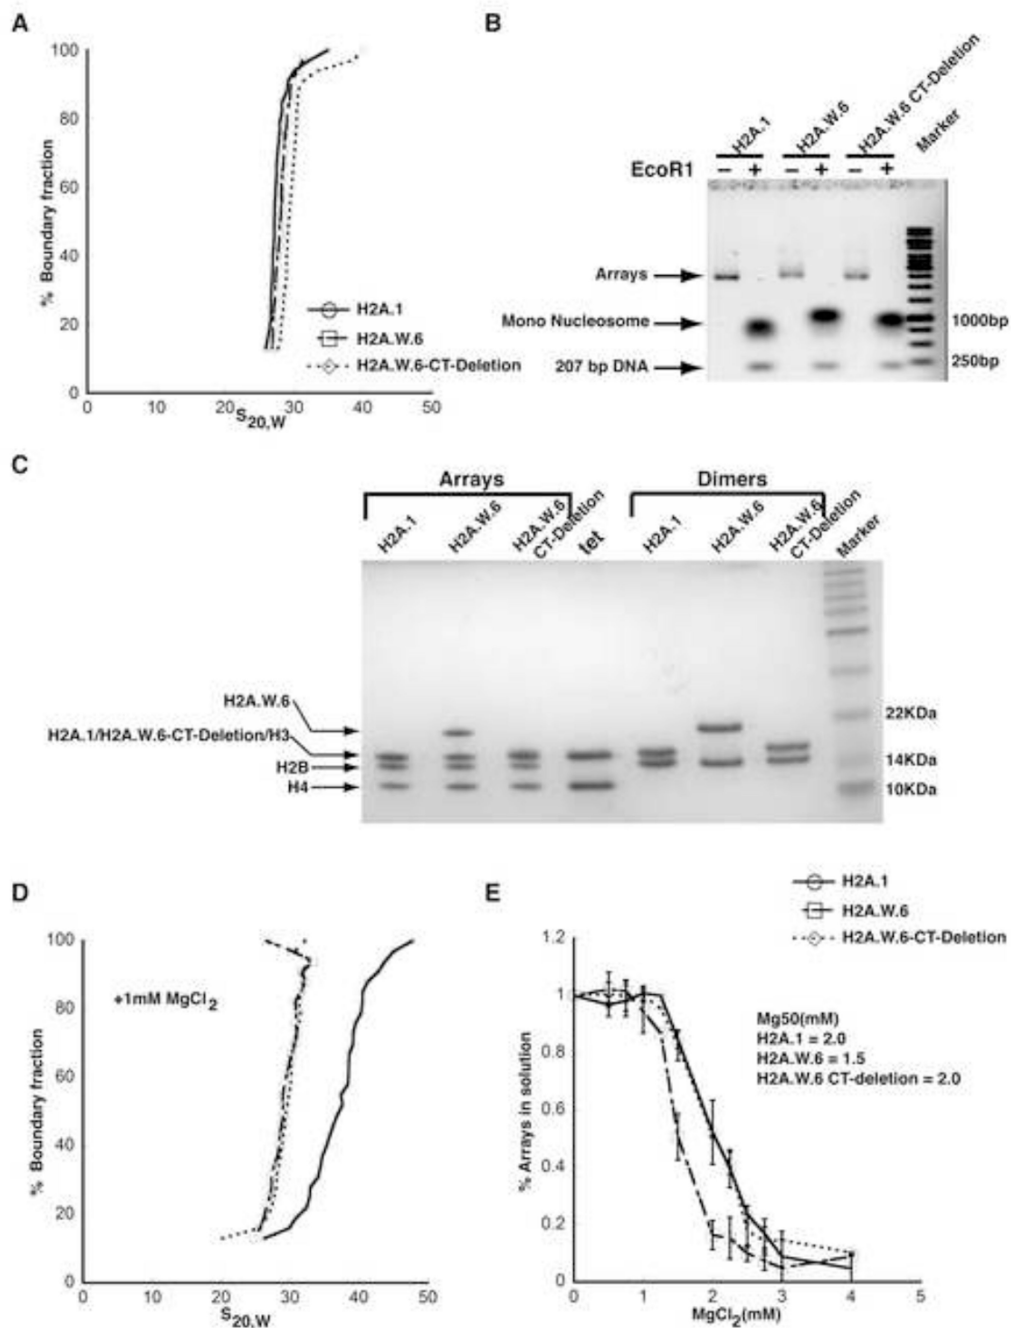 A
% Boundary fraction
100
80
60
40
20
0
0 10 20 30 40 50
S20,W
H2A.1
H2A.W.6
H2A.W.6-CT-Deletion
B
H2A.1
H2A.W.6
H2A.W.6 CT-Deletion
Marker
EcoR1 − + − + − +
Arrays
Mono Nucleosome
207 bp DNA
1000bp
250bp
C
Arrays
Dimers
H2A.1
H2A.W.6
H2A.W.6
CT-Deletion
tet
H2A.1
H2A.W.6
H2A.W.6
CT-Deletion
Marker
H2A.W.6
H2A.1/H2A.W.6-CT-Deletion/H3
H2B
H4
22KDa
14KDa
10KDa
D
% Boundary fraction
100
80
60
40
20
0
0 10 20 30 40 50
S20,W
+1mM MgCl2
E
H2A.1
H2A.W.6
H2A.W.6-CT-Deletion
% Arrays in solution
1.2
1
0.8
0.6
0.4
0.2
0
0 1 2 3 4 5
MgCl2(mM)
Mg50(mM)
H2A.1 = 2.0
H2A.W.6 = 1.5
H2A.W.6 CT-deletion = 2.0